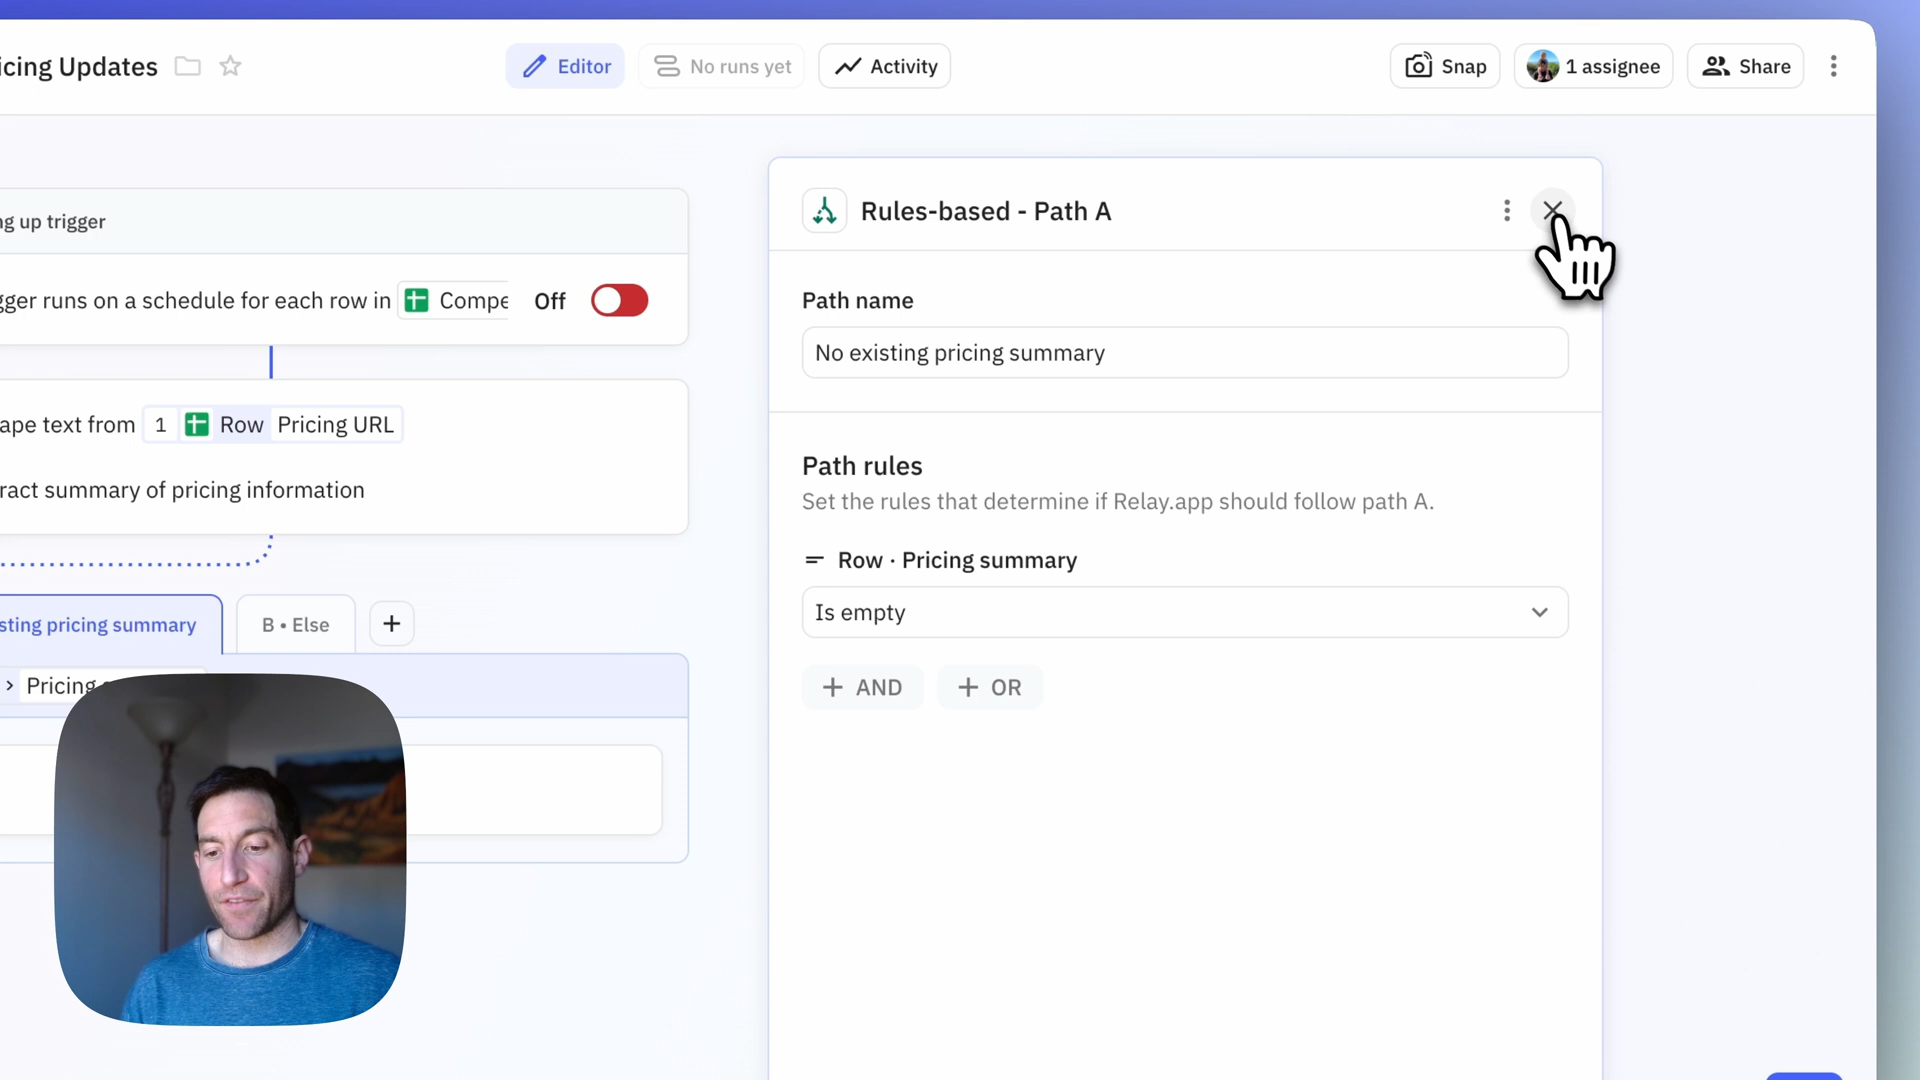 icing Updates
Editor
No runs yet
Activity
Snap
1 assignee
Share
ng up trigger
gger runs on a schedule for each row in Compe Off
ape text from 1 Row Pricing URL
ract summary of pricing information
sting pricing summary
B • Else
Pricing
Rules-based - Path A
Path name
No existing pricing summary
Path rules
Set the rules that determine if Relay.app should follow path A.
Row · Pricing summary
Is empty
AND
OR